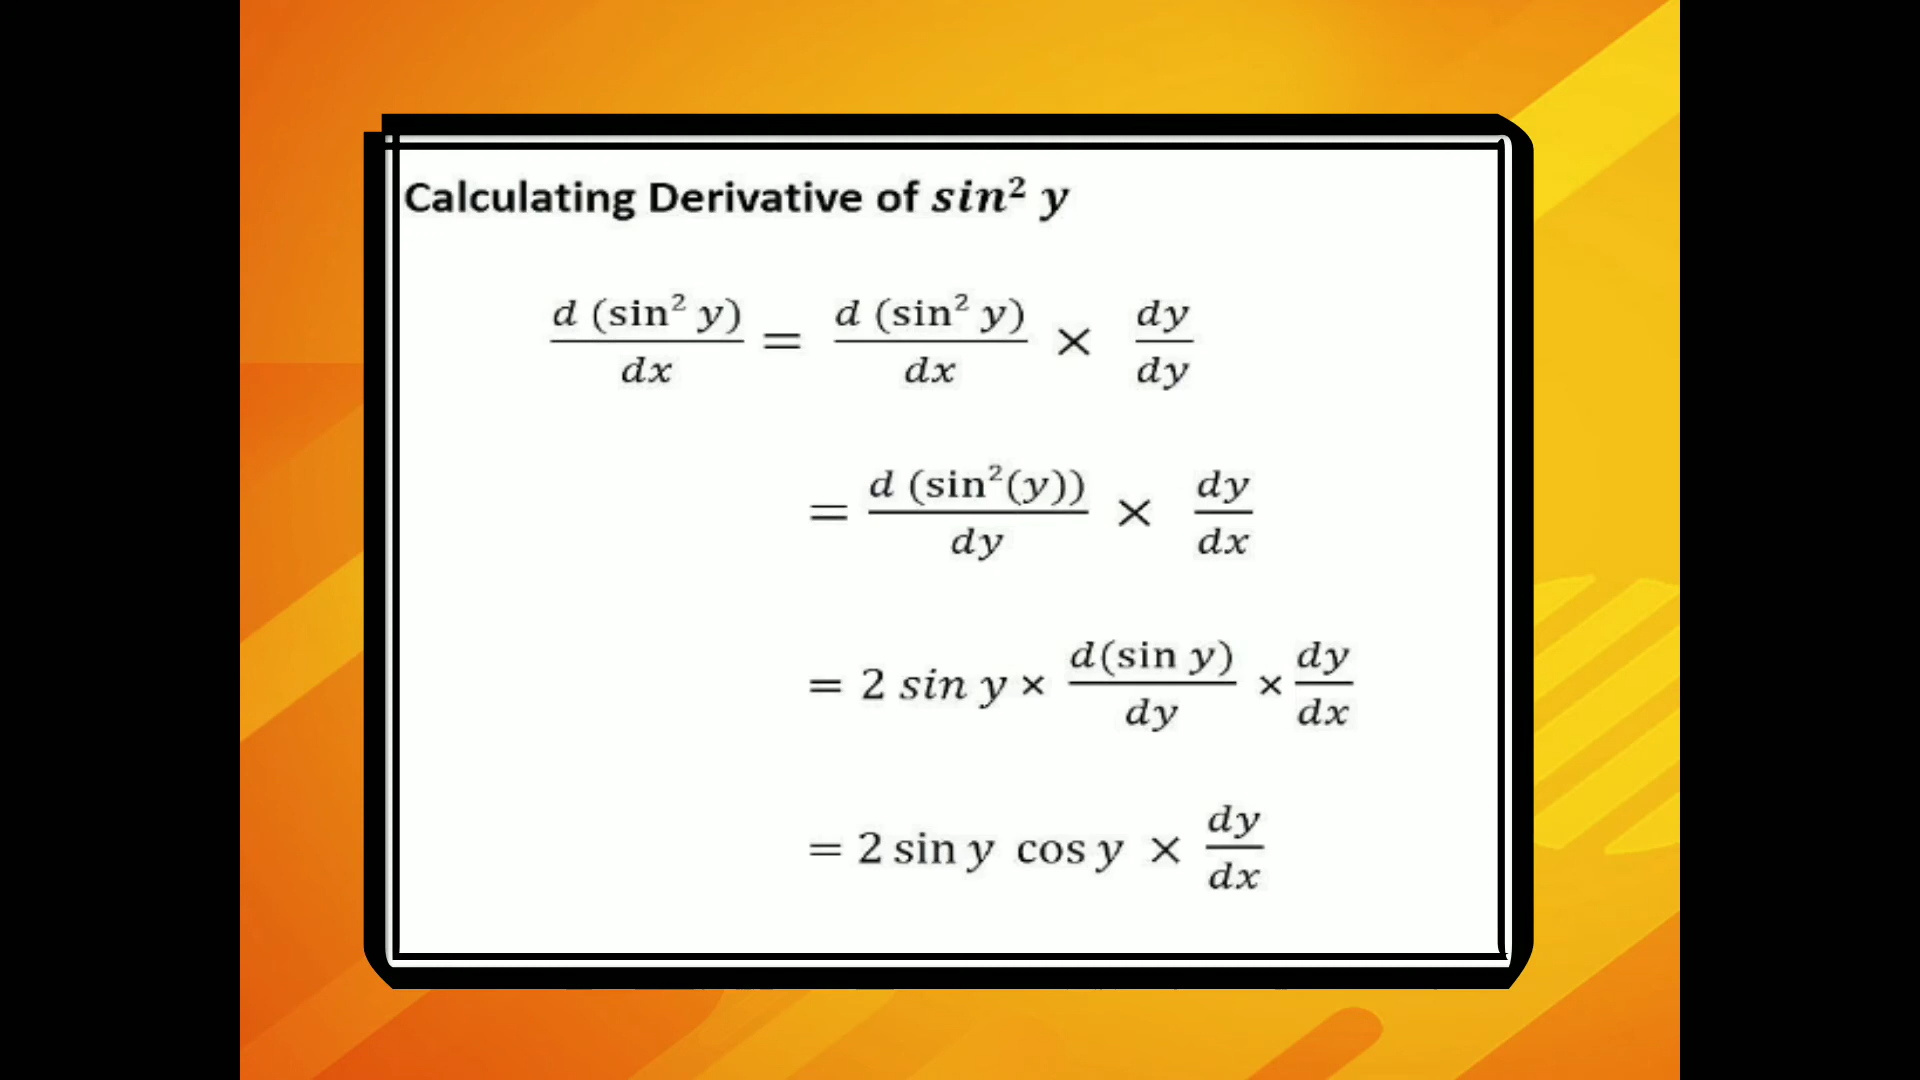 Calculating Derivative of sin² y
d (sin² y)/dx = d (sin² y)/dx × dy/dy
= d (sin²(y))/dy × dy/dx
= 2 sin y × d(sin y)/dy × dy/dx
= 2 sin y cos y × dy/dx